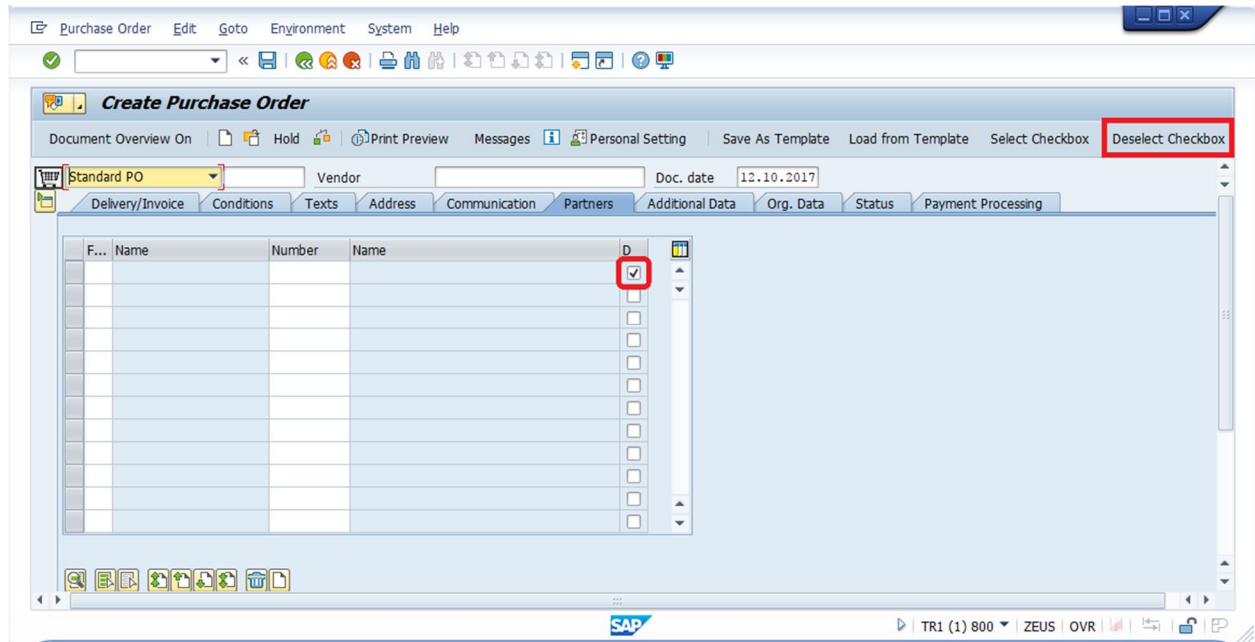 Purchase Order Edit Goto Environment System Help
Create Purchase Order
Document Overview On Hold Print Preview Messages Personal Setting Save As Template Load from Template Select Checkbox Deselect Checkbox
Standard PO Vendor Doc. date 12.10.2017
Delivery/Invoice Conditions Texts Address Communication Partners Additional Data Org. Data Status Payment Processing
F... Name Number Name D
SAP TR1 (1) 800 ZEUS OVR